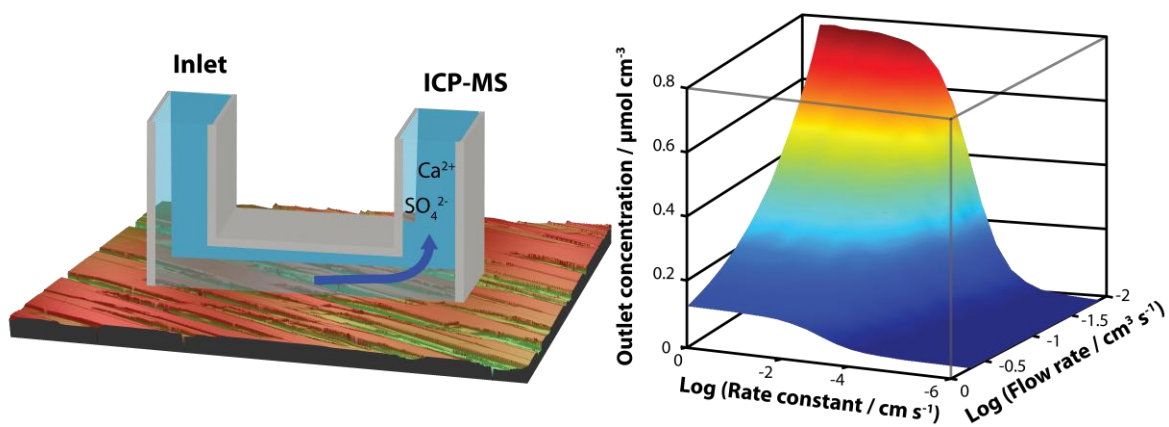 Inlet
ICP-MS
Ca²⁺
SO₄²⁻
Outlet concentration / µmol cm⁻³
0.8
0.6
0.4
0.2
0
0
-2
-4
-6
Log (Rate constant / cm s⁻¹)
0
-0.5
-1
-1.5
-2
Log (Flow rate / cm³ s⁻¹)